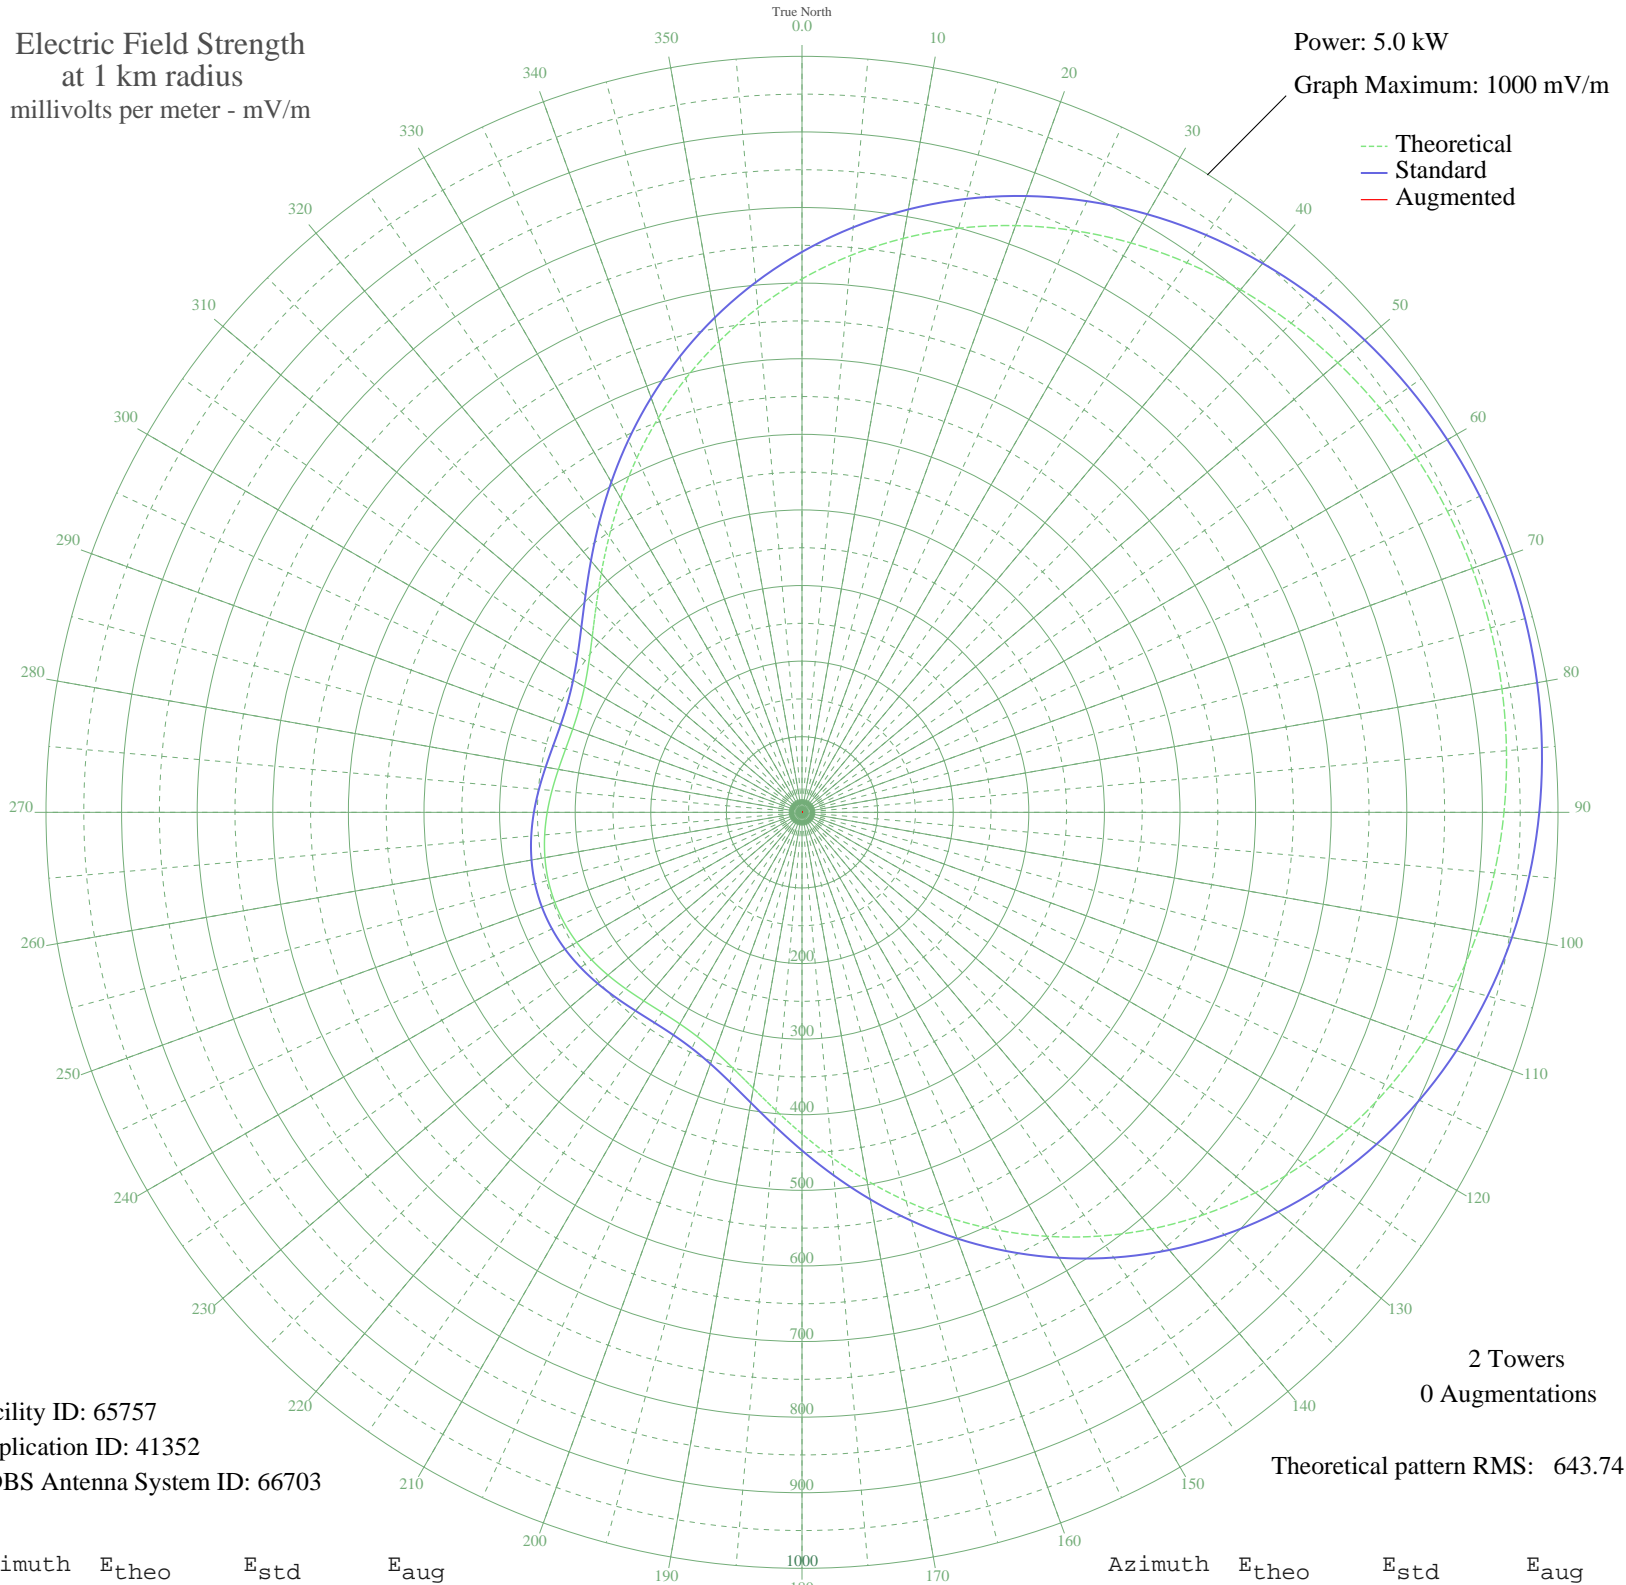 True North
0.0
Electric Field Strength
at 1 km radius
millivolts per meter - mV/m
Power: 5.0 kW
Graph Maximum: 1000 mV/m
Theoretical
Standard
Augmented
10
20
30
40
50
60
70
80
90
100
110
120
130
140
150
160
170
190
200
210
220
230
240
250
260
270
280
290
300
310
320
330
340
350
200
300
400
500
600
700
800
900
1000
2 Towers
0 Augmentations
Theoretical pattern RMS: 643.74
cility ID: 65757
plication ID: 41352
DBS Antenna System ID: 66703
imuth Etheo Estd Eaug
Azimuth Etheo Estd Eaug